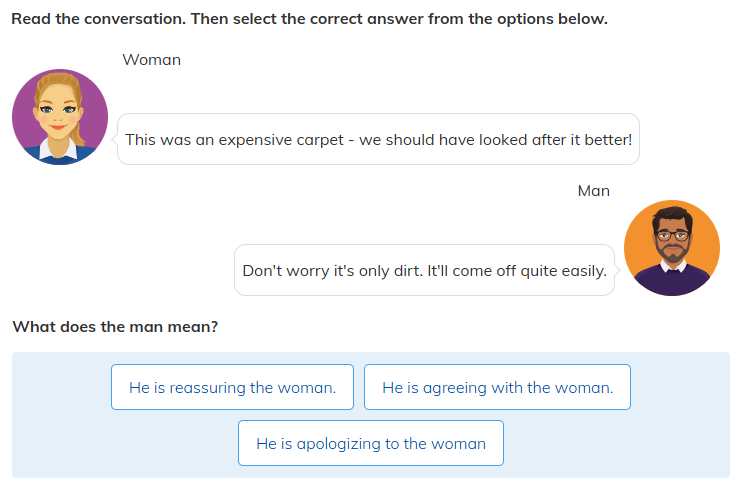 Read the conversation. Then select the correct answer from the options below.
Woman
This was an expensive carpet - we should have looked after it better!
Man
Don't worry it's only dirt. It'll come off quite easily.
What does the man mean?
He is reassuring the woman.
He is agreeing with the woman.
He is apologizing to the woman